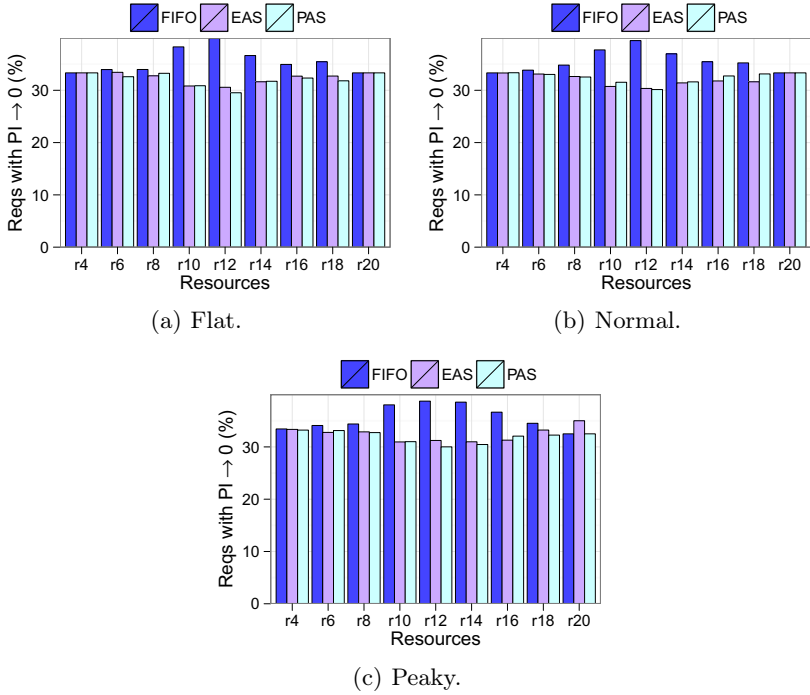 FIFO EAS PAS
Reqs with PI → 0 (%)
30
20
10
0
r4 r6 r8 r10 r12 r14 r16 r18 r20
Resources
(a) Flat.
FIFO EAS PAS
Reqs with PI → 0 (%)
30
20
10
0
r4 r6 r8 r10 r12 r14 r16 r18 r20
Resources
(b) Normal.
FIFO EAS PAS
Reqs with PI → 0 (%)
30
20
10
0
r4 r6 r8 r10 r12 r14 r16 r18 r20
Resources
(c) Peaky.